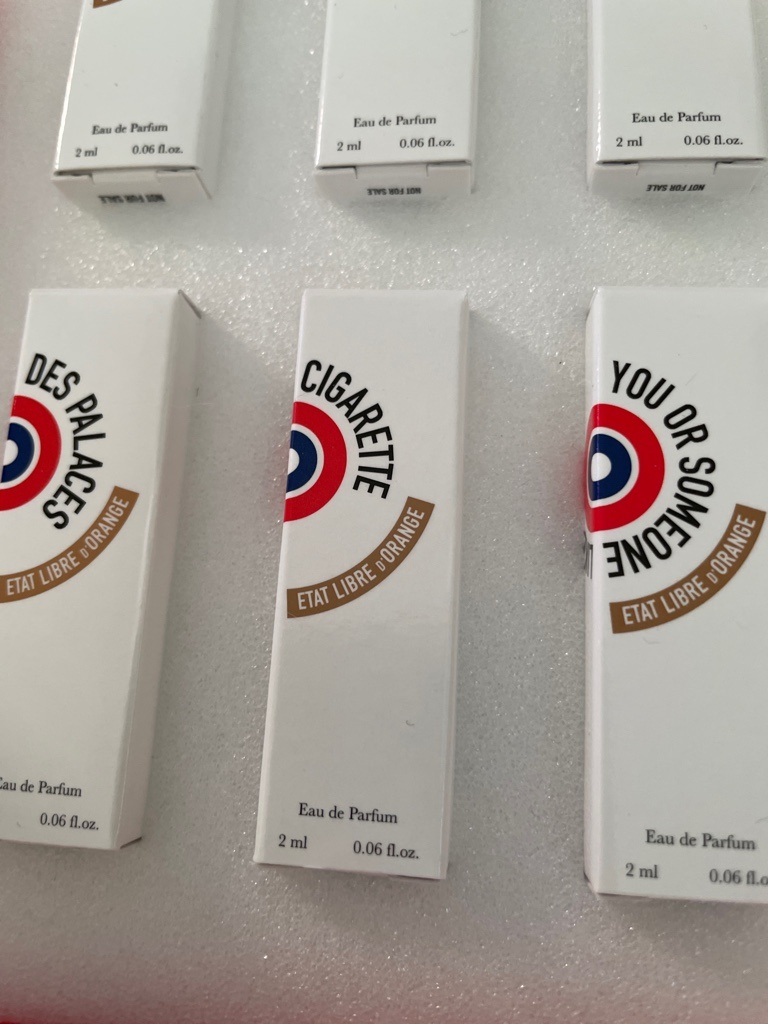 Eau de Parfum
2 ml 0.06 fl.oz.
NOT FOR SALE
Eau de Parfum
2 ml 0.06 fl.oz.
NOT FOR SALE
Eau de Parfum
2 ml 0.06 fl.oz.
NOT FOR SALE
DES PALACES
ETAT LIBRE D'ORANGE
Eau de Parfum
0.06 fl.oz.
CIGARETTE
ETAT LIBRE D'ORANGE
Eau de Parfum
2 ml 0.06 fl.oz.
YOU OR SOMEONE
ETAT LIBRE D'ORANGE
Eau de Parfum
2 ml 0.06 fl.o